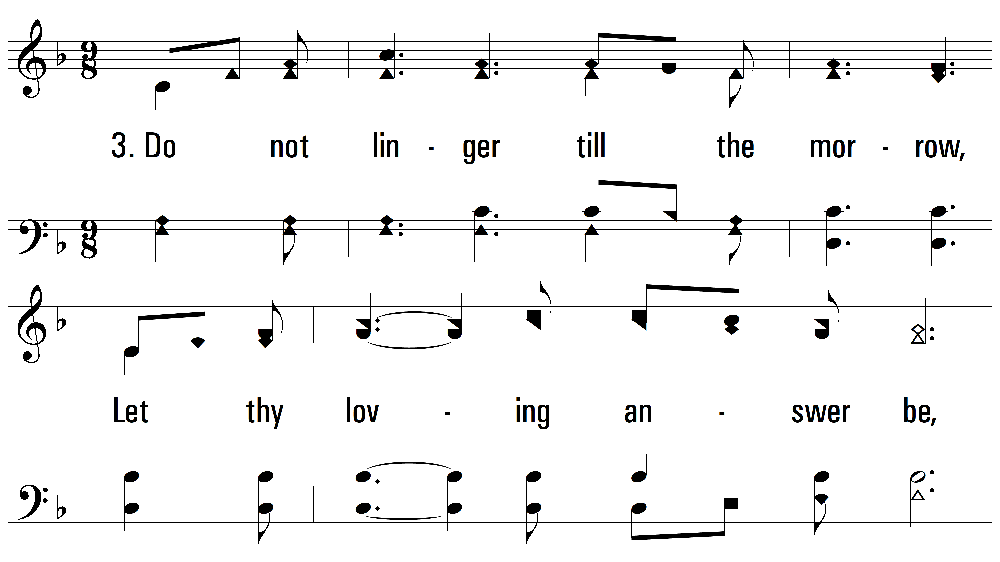 3. Do not lin - ger till the mor - row,
Let thy lov - ing an - swer be,